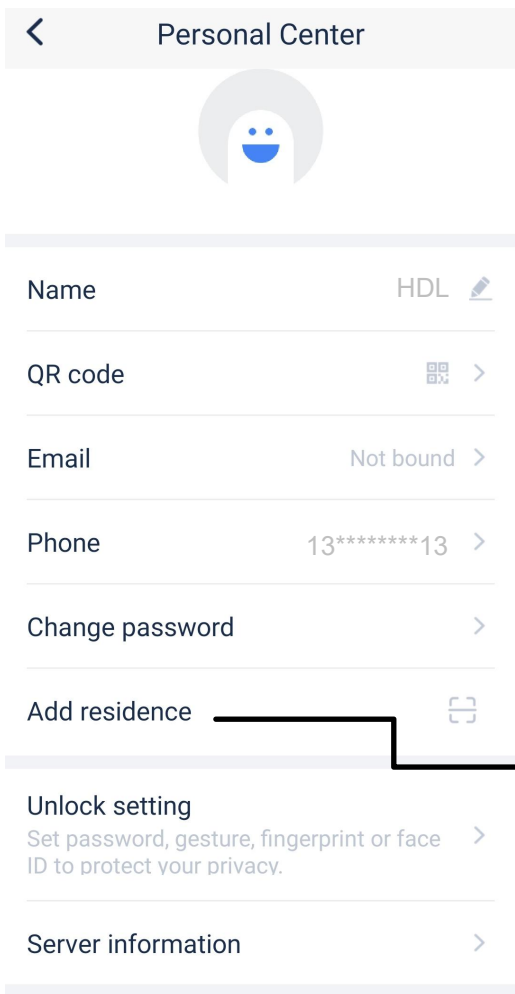 Personal Center
Name HDL
QR code
Email Not bound
Phone 13********13
Change password
Add residence
Unlock setting
Set password, gesture, fingerprint or face
ID to protect your privacy.
Server information